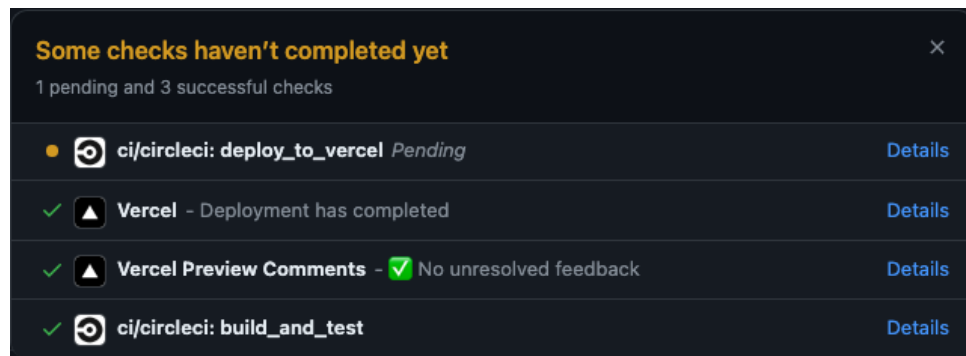 Some checks haven’t completed yet
1 pending and 3 successful checks
ci/circleci: deploy_to_vercel Pending Details
Vercel - Deployment has completed Details
Vercel Preview Comments - ✅ No unresolved feedback Details
ci/circleci: build_and_test Details